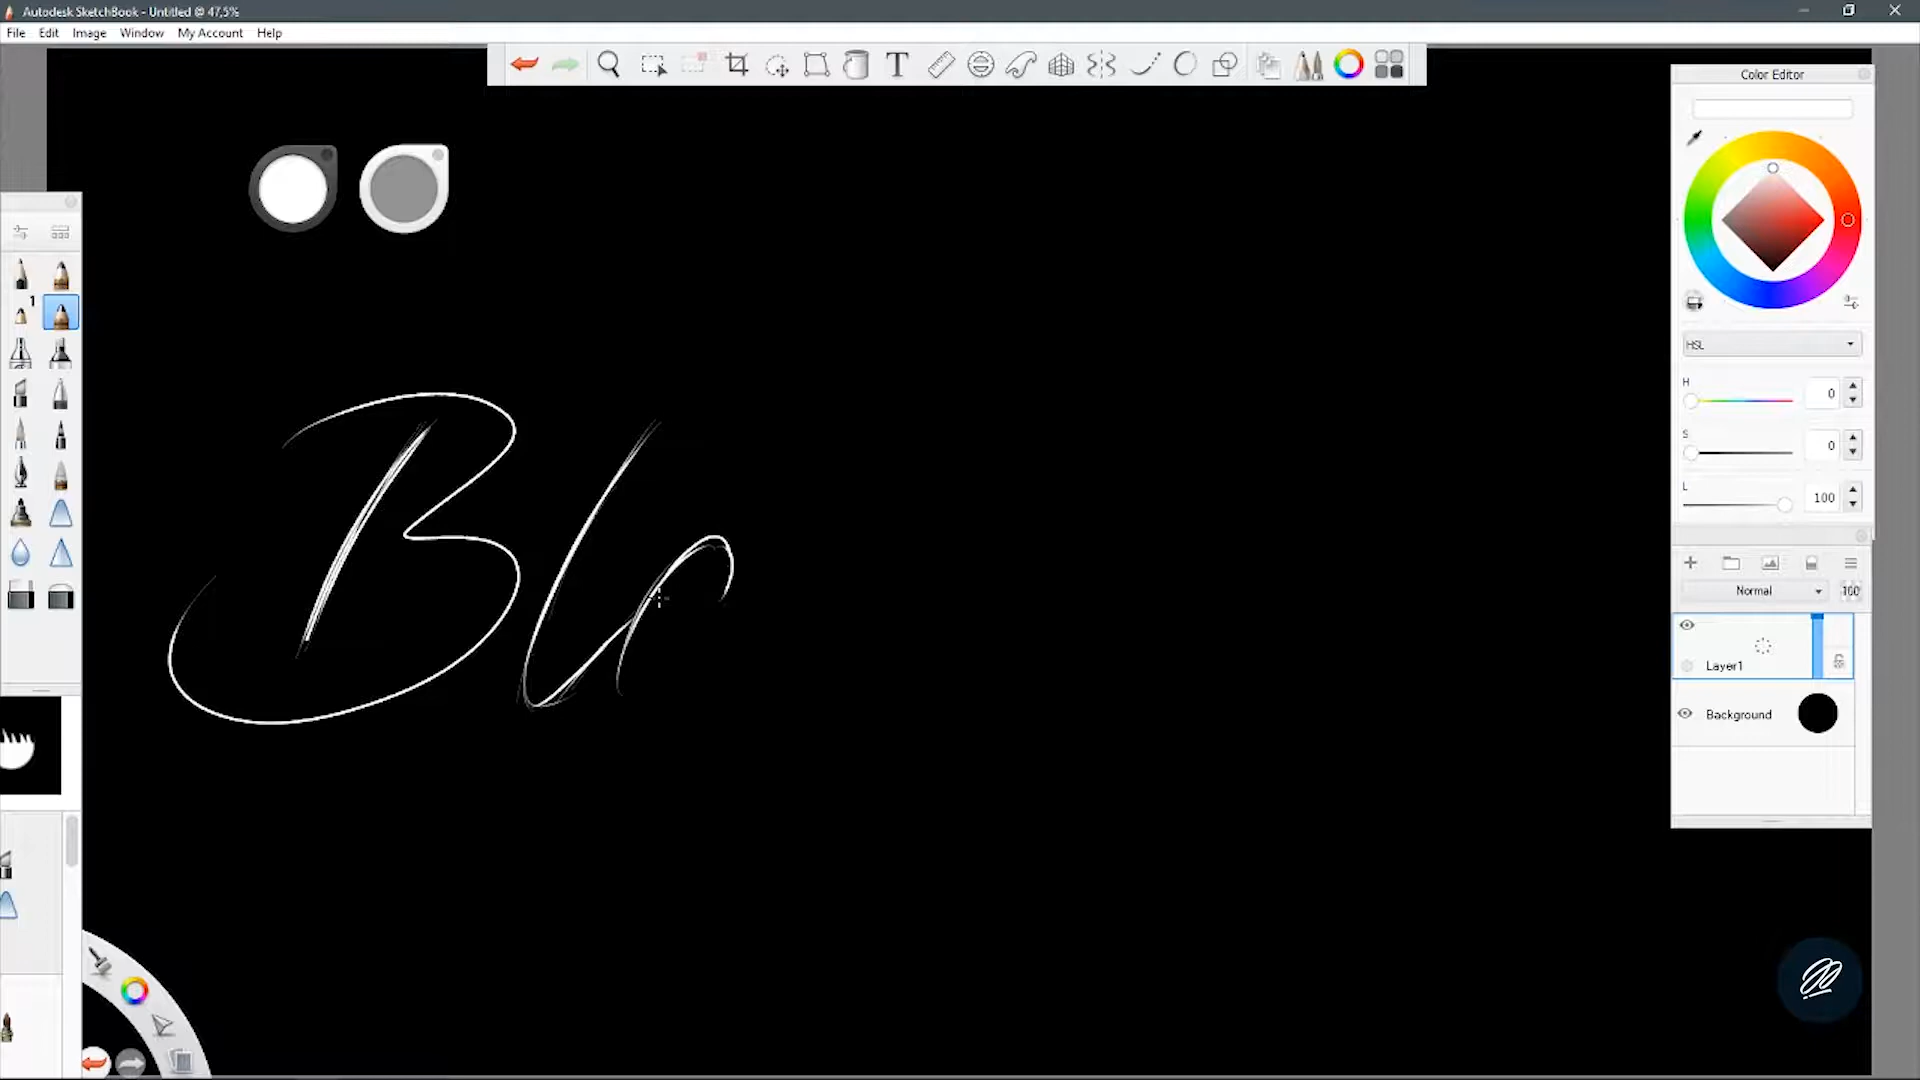 Autodesk SketchBook - Untitled @ 47,5%
File Edit Image Window My Account Help
T
Color Editor
1
HSL
H 0
S 0
L 100
Normal 100
Layer1
Background